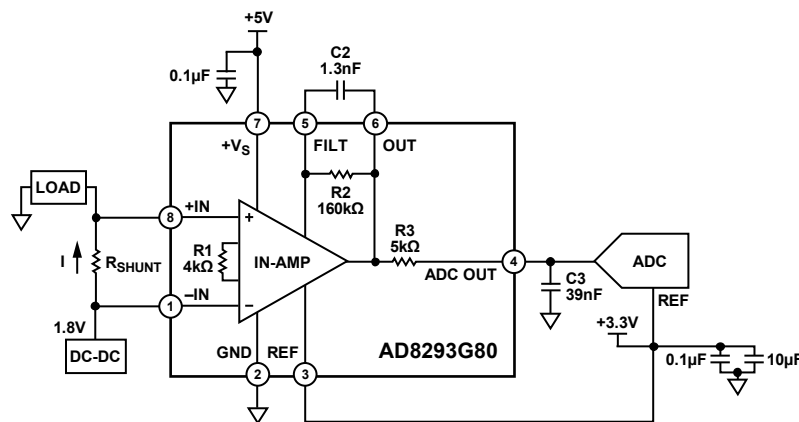 +5V
0.1µF
C2
1.3nF
7
5
6
+VS
FILT
OUT
LOAD
R2
160kΩ
8
+IN
+
R1
4kΩ
IN-AMP
R3
5kΩ
ADC OUT
4
ADC
I
RSHUNT
C3
39nF
–
1
–IN
REF
1.8V
DC-DC
GND
REF
AD8293G80
+3.3V
0.1µF
10µF
2
3